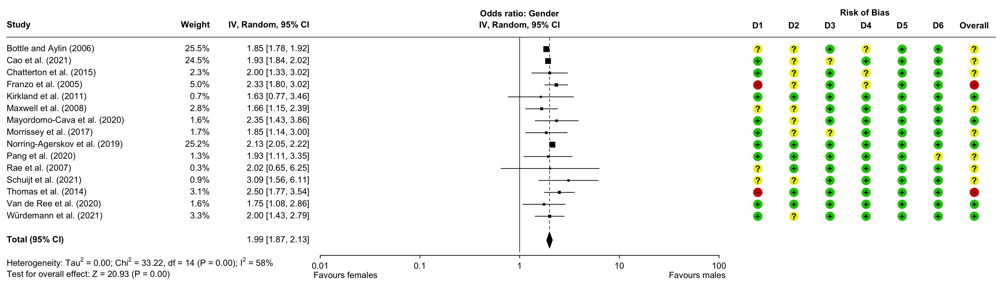 Odds ratio: Gender Risk of Bias
Study Weight IV, Random, 95% CI IV, Random, 95% CI D1 D2 D3 D4 D5 D6 Overall
Bottle and Aylin (2006) 25.5% 1.85 [1.78, 1.92] ? ? + ? + + ?
Cao et al. (2021) 24.5% 1.93 [1.84, 2.02] + ? ? + + + ?
Chatterton et al. (2015) 2.3% 2.00 [1.33, 3.02] + ? + ? + + ?
Franzo et al. (2005) 5.0% 2.33 [1.80, 3.02] - ? + ? + + -
Kirkland et al. (2011) 0.7% 1.63 [0.77, 3.46] + + + + + + +
Maxwell et al. (2008) 2.8% 1.66 [1.15, 2.39] ? ? + + + + ?
Mayordomo-Cava et al. (2020) 1.6% 2.35 [1.43, 3.86] + ? + + + + +
Morrissey et al. (2017) 1.7% 1.85 [1.14, 3.00] + ? ? + + + ?
Norring-Agerskov et al. (2019) 25.2% 2.13 [2.05, 2.22] + + + + + + +
Pang et al. (2020) 1.3% 1.93 [1.11, 3.35] + + + + + ? ?
Rae et al. (2007) 0.3% 2.02 [0.65, 6.25] ? + + + + + ?
Schuijt et al. (2021) 0.9% 3.09 [1.56, 6.11] ? ? + + + + ?
Thomas et al. (2014) 3.1% 2.50 [1.77, 3.54] - + + + + + -
Van de Ree et al. (2020) 1.6% 1.75 [1.08, 2.86] + + + + + + +
Würdemann et al. (2021) 3.3% 2.00 [1.43, 2.79] + ? + + + + +
Total (95% CI) 1.99 [1.87, 2.13]
Heterogeneity: Tau² = 0.00; Chi² = 33.22, df = 14 (P = 0.00); I² = 58%
Test for overall effect: Z = 20.93 (P = 0.00)
0.01 0.1 1 10 100
Favours females Favours males